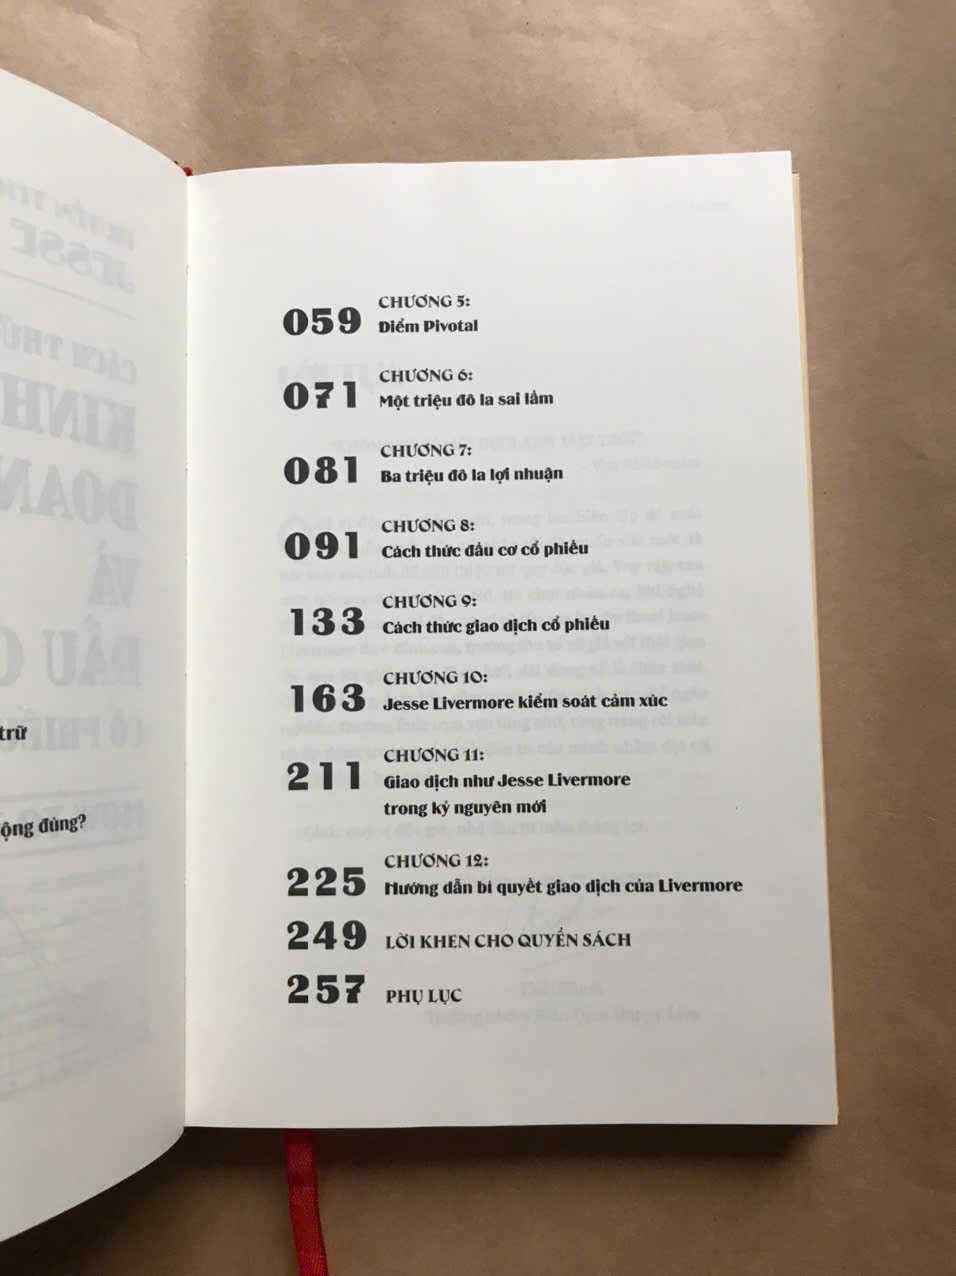 trữ
ộng đúng?
059
CHƯƠNG 5:
Điểm Pivotal
071
CHƯƠNG 6:
Một triệu đô la sai lầm
081
CHƯƠNG 7:
Ba triệu đô la lợi nhuận
091
CHƯƠNG 8:
Cách thức đầu cơ cổ phiếu
133
CHƯƠNG 9:
Cách thức giao dịch cổ phiếu
163
CHƯƠNG 10:
Jesse Livermore kiểm soát cảm xúc
211
CHƯƠNG 11:
Giao dịch như Jesse Livermore
trong kỷ nguyên mới
225
CHƯƠNG 12:
Hướng dẫn bí quyết giao dịch của Livermore
249
LỜI KHEN CHO QUYỂN SÁCH
257
PHỤ LỤC